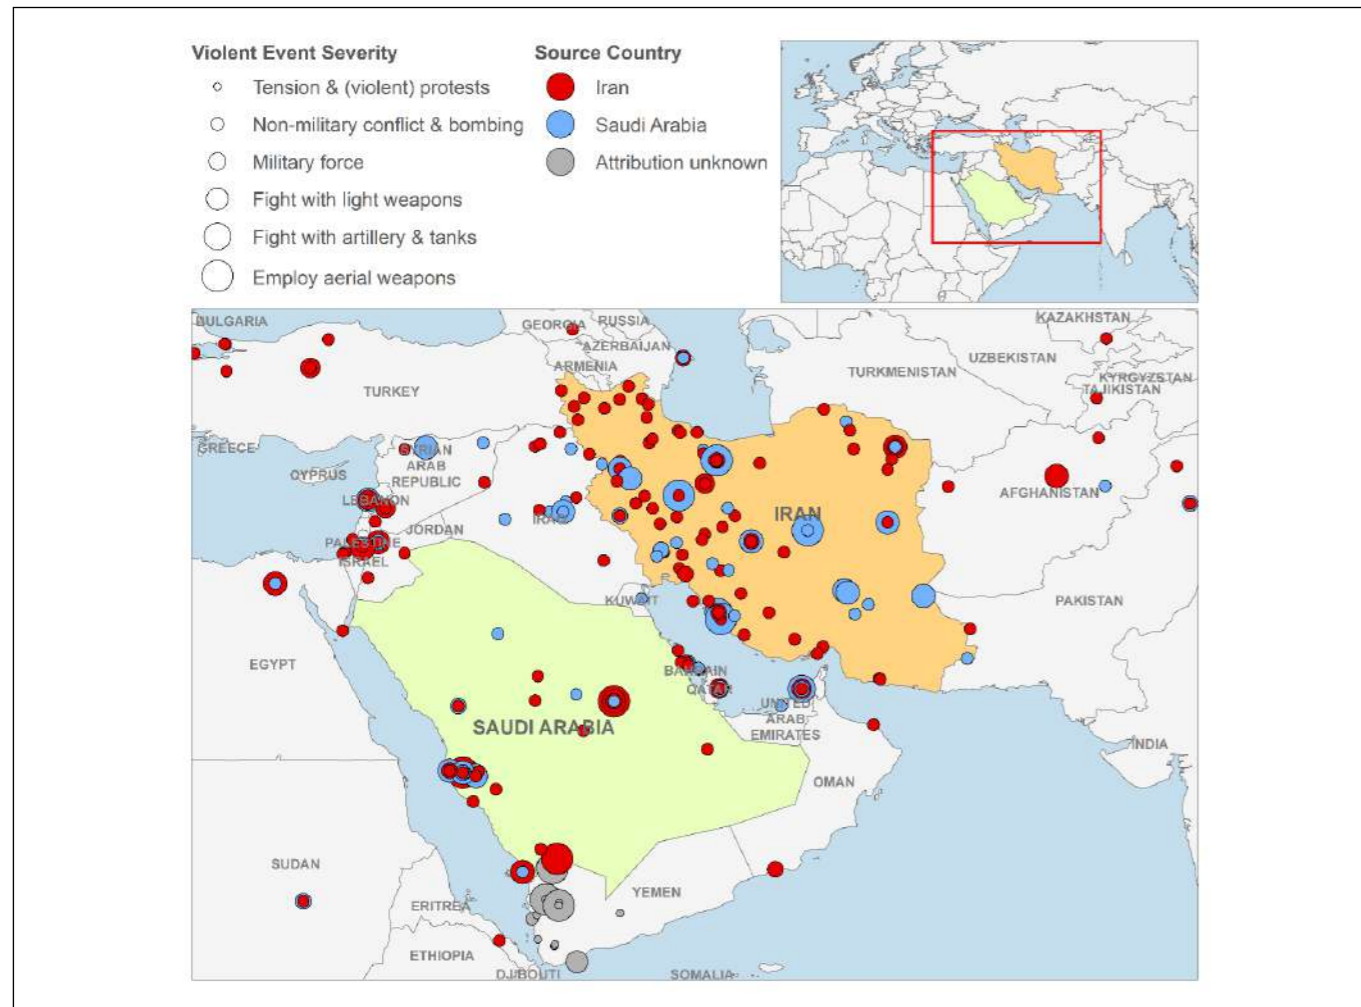 Violent Event Severity
Tension & (violent) protests
Non-military conflict & bombing
Military force
Fight with light weapons
Fight with artillery & tanks
Employ aerial weapons
Source Country
Iran
Saudi Arabia
Attribution unknown
BULGARIA
GEORGIA
RUSSIA
KAZAKHSTAN
AZERBAIJAN
UZBEKISTAN
ARMENIA
TURKMENISTAN
KYRGYZSTAN
TAJIKISTAN
TURKEY
GREECE
SYRIAN
ARAB
REPUBLIC
CYPRUS
LEBANON
AFGHANISTAN
IRAN
IRAQ
JORDAN
PALESTINE
ISRAEL
KUWAIT
PAKISTAN
EGYPT
BAHRAIN
QATAR
UNITED
ARAB
EMIRATES
SAUDI ARABIA
INDIA
OMAN
SUDAN
YEMEN
ERITREA
ETHIOPIA
DJIBOUTI
SOMALIA